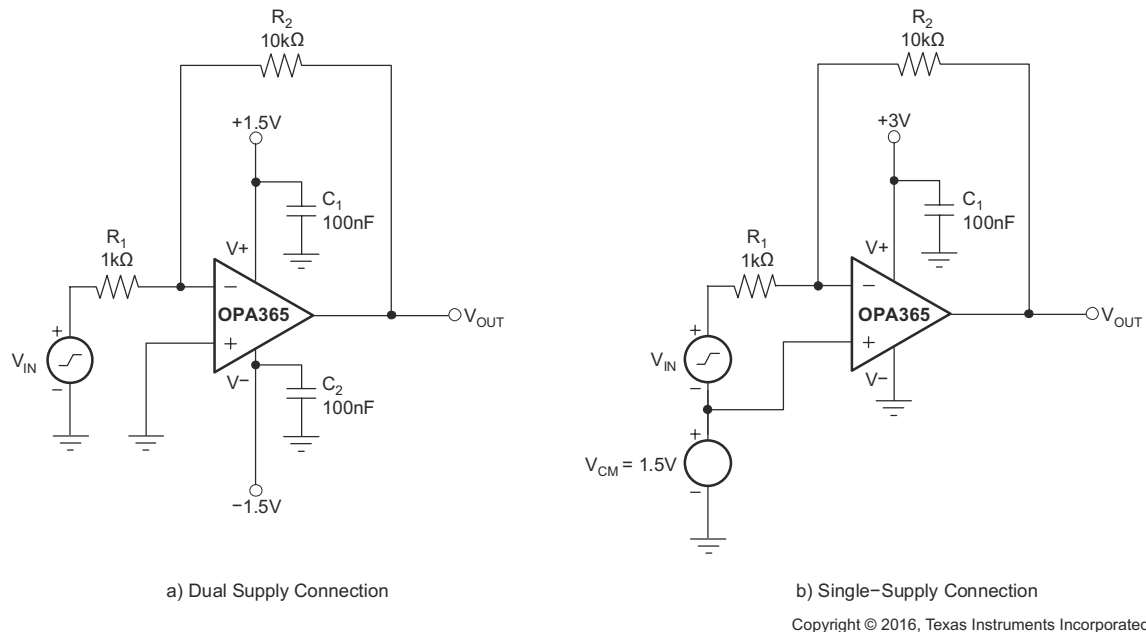 R2
10kΩ
+1.5V
C1
100nF
R1
1kΩ
V+
−
OPA365
+
V−
+
VIN
−
VOUT
C2
100nF
−1.5V
a) Dual Supply Connection
R2
10kΩ
+3V
C1
100nF
R1
1kΩ
V+
−
OPA365
+
V−
+
VIN
−
VOUT
+
VCM = 1.5V
−
b) Single−Supply Connection
Copyright © 2016, Texas Instruments Incorporated